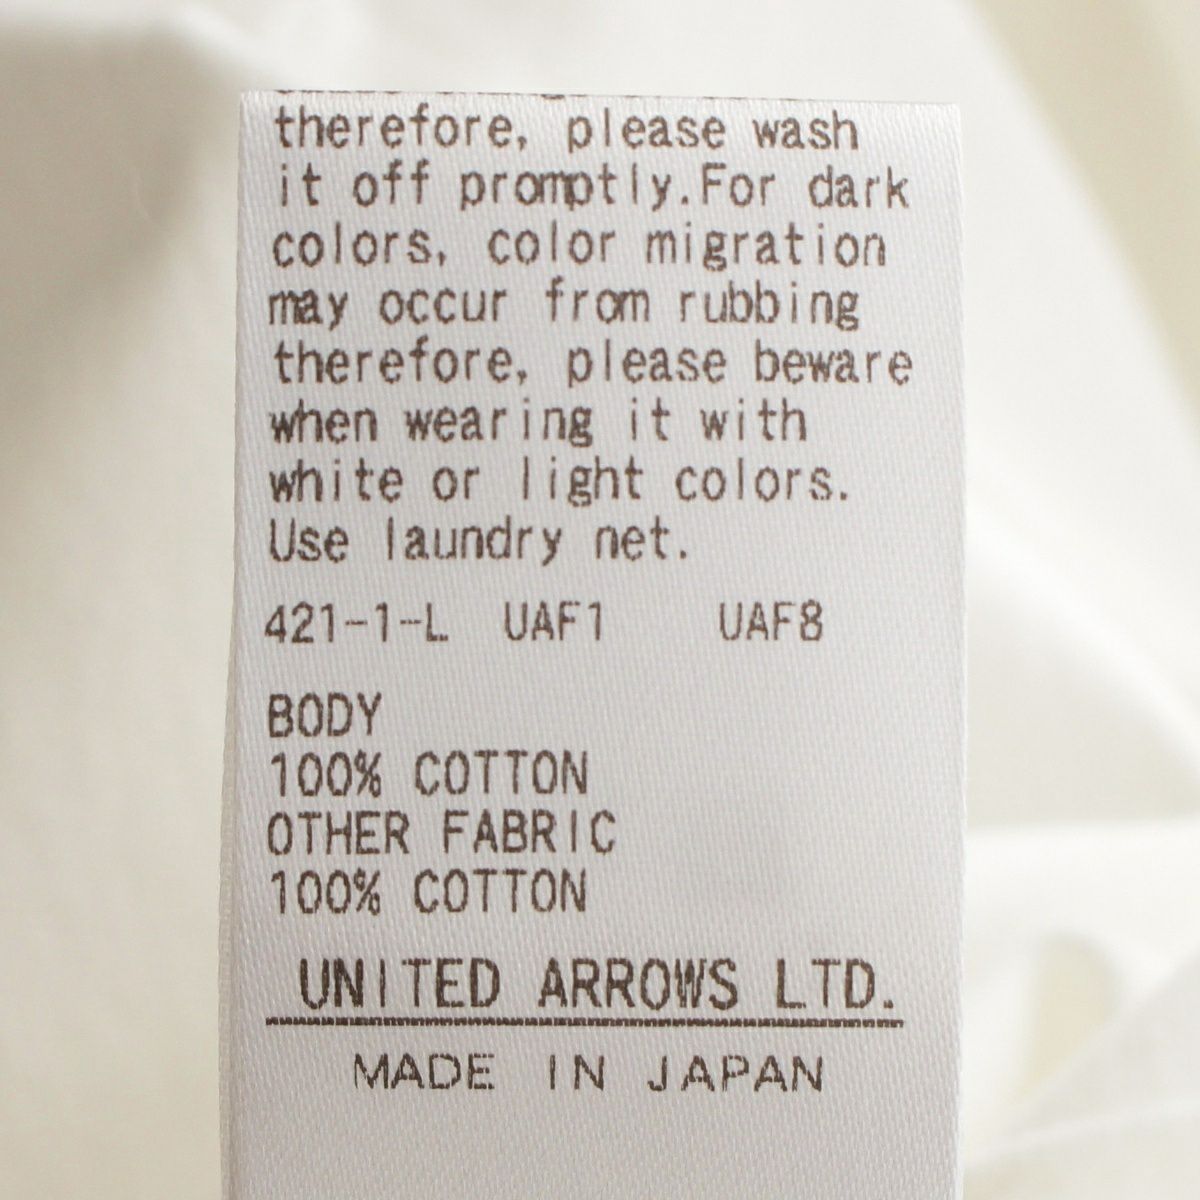 therefore, please wash
it off promptly.For dark
colors, color migration
may occur from rubbing
therefore, please beware
when wearing it with
white or light colors.
Use laundry net.
421-1-L UAF1 UAF8
BODY
100% COTTON
OTHER FABRIC
100% COTTON
UNITED ARROWS LTD.
MADE IN JAPAN